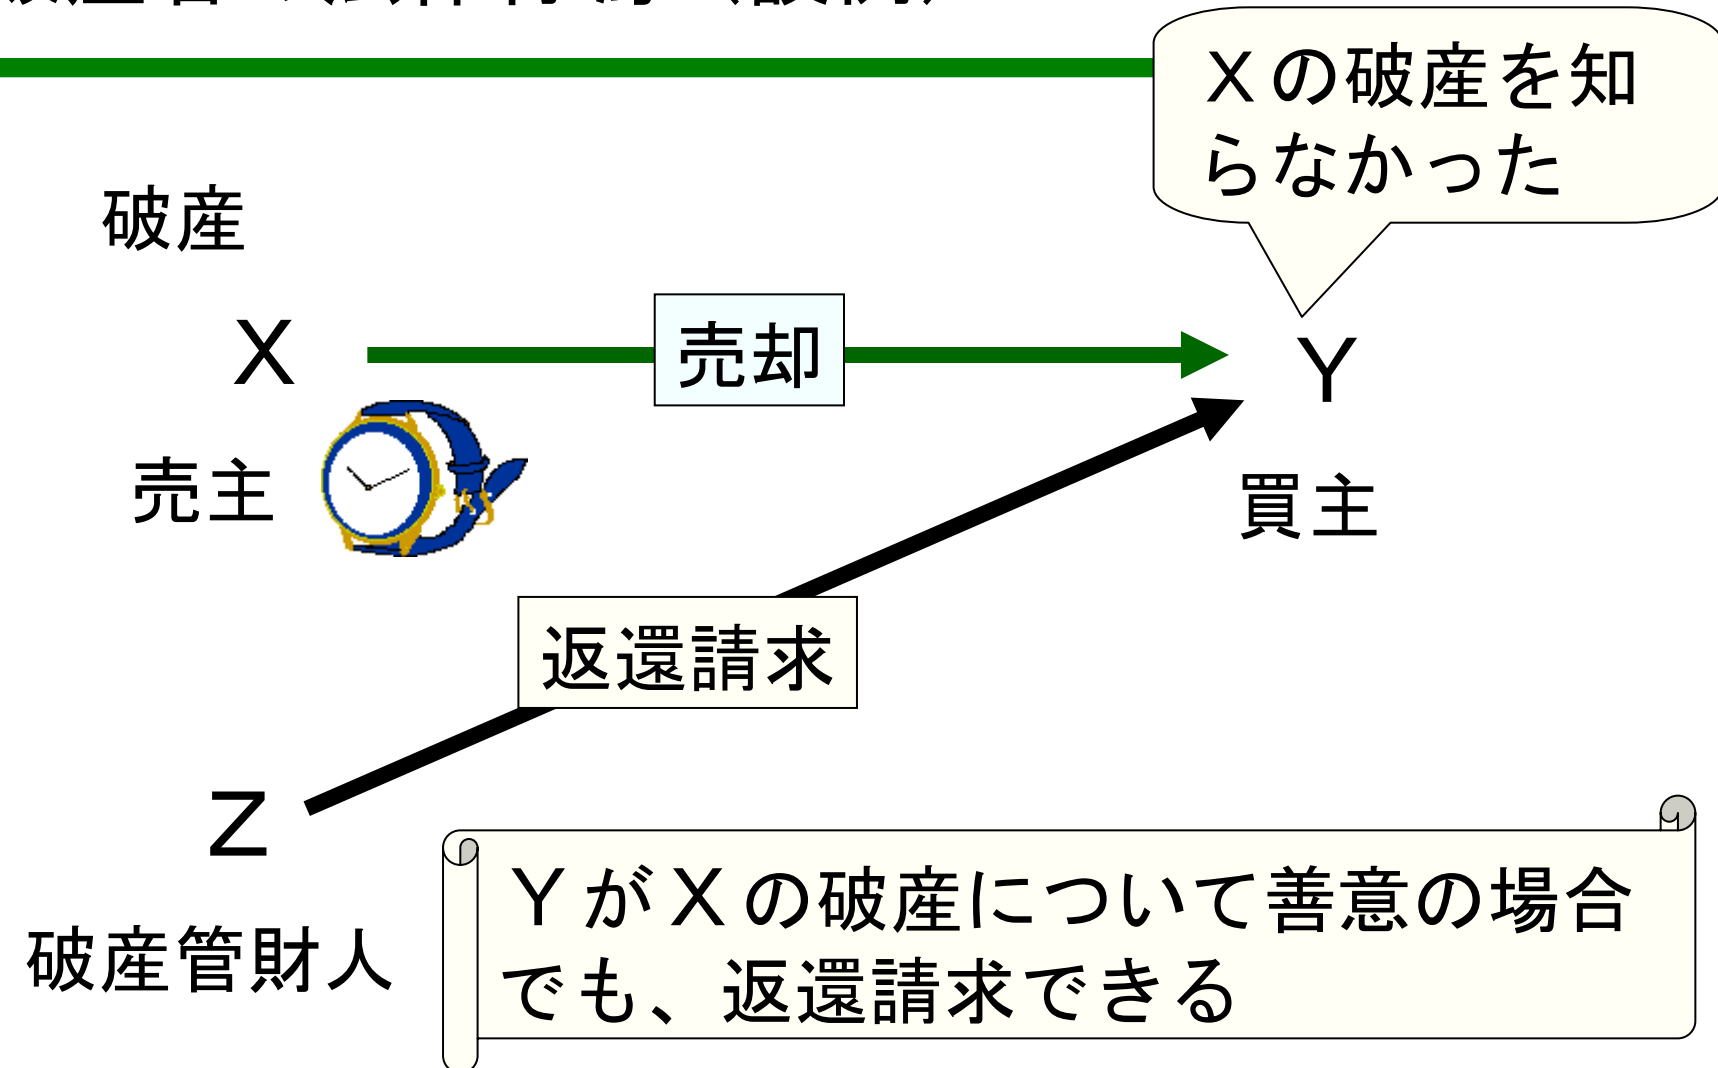 Xの破産を知
らなかった
破産
X
売却
Y
売主
買主
返還請求
Z
破産管財人
YがXの破産について善意の場合
でも、返還請求できる